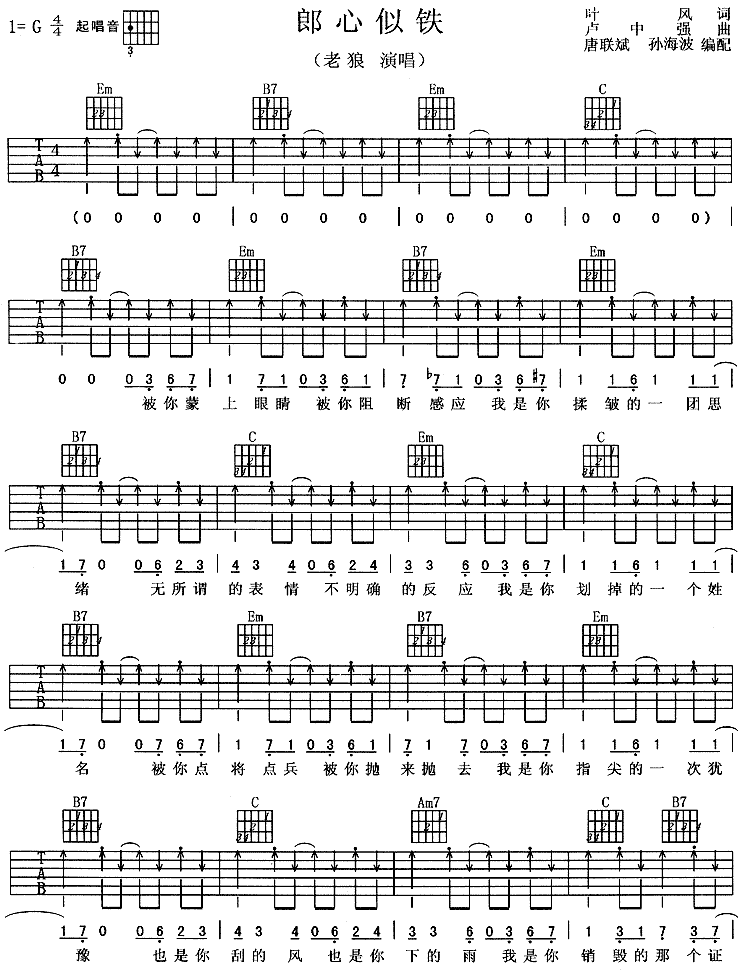 郎心似铁
(老狼 演唱)
1=G 4/4 起唱音
3
叶 风 词
卢 中 强 曲
唐联斌 孙海波 编配
Em B7 Em C
T A B 4/4
(0 0 0 0 | 0 0 0 0 | 0 0 0 0 | 0 0 0 0)
B7 Em B7 Em
T A B
0 0 0 3 6 7 | 1 7 1 0 3 6 1 | 7 ♭7 1 0 3 6 #7 | 1 1 6 1 1 1 |
被你蒙 上眼睛 被你阻 断感应 我是你 揉皱的一 团思
B7 C Em C
T A B
1 7 0 0 6 2 3 | 4 3 4 0 6 2 4 | 3 3 6 0 3 6 7 | 1 1 6 1 1 1 |
绪 无所谓 的表情 不明确 的反应 我是你 划掉的一 个姓
B7 Em B7 Em
T A B
1 7 0 0 7 6 7 | 1 7 1 0 3 6 1 | 7 1 7 0 3 6 7 | 1 1 6 1 1 1 |
名 被你点 将点兵 被你抛 来抛去 我是你 指尖的一 次犹
B7 C Am7 C B7
T A B
1 7 0 0 6 2 3 | 4 3 4 0 6 2 4 | 3 3 6 0 3 6 7 | 1 1 6 1 3 7 |
豫 也是你 刮的风 也是你 下的雨 我是你 销毁的那 个证